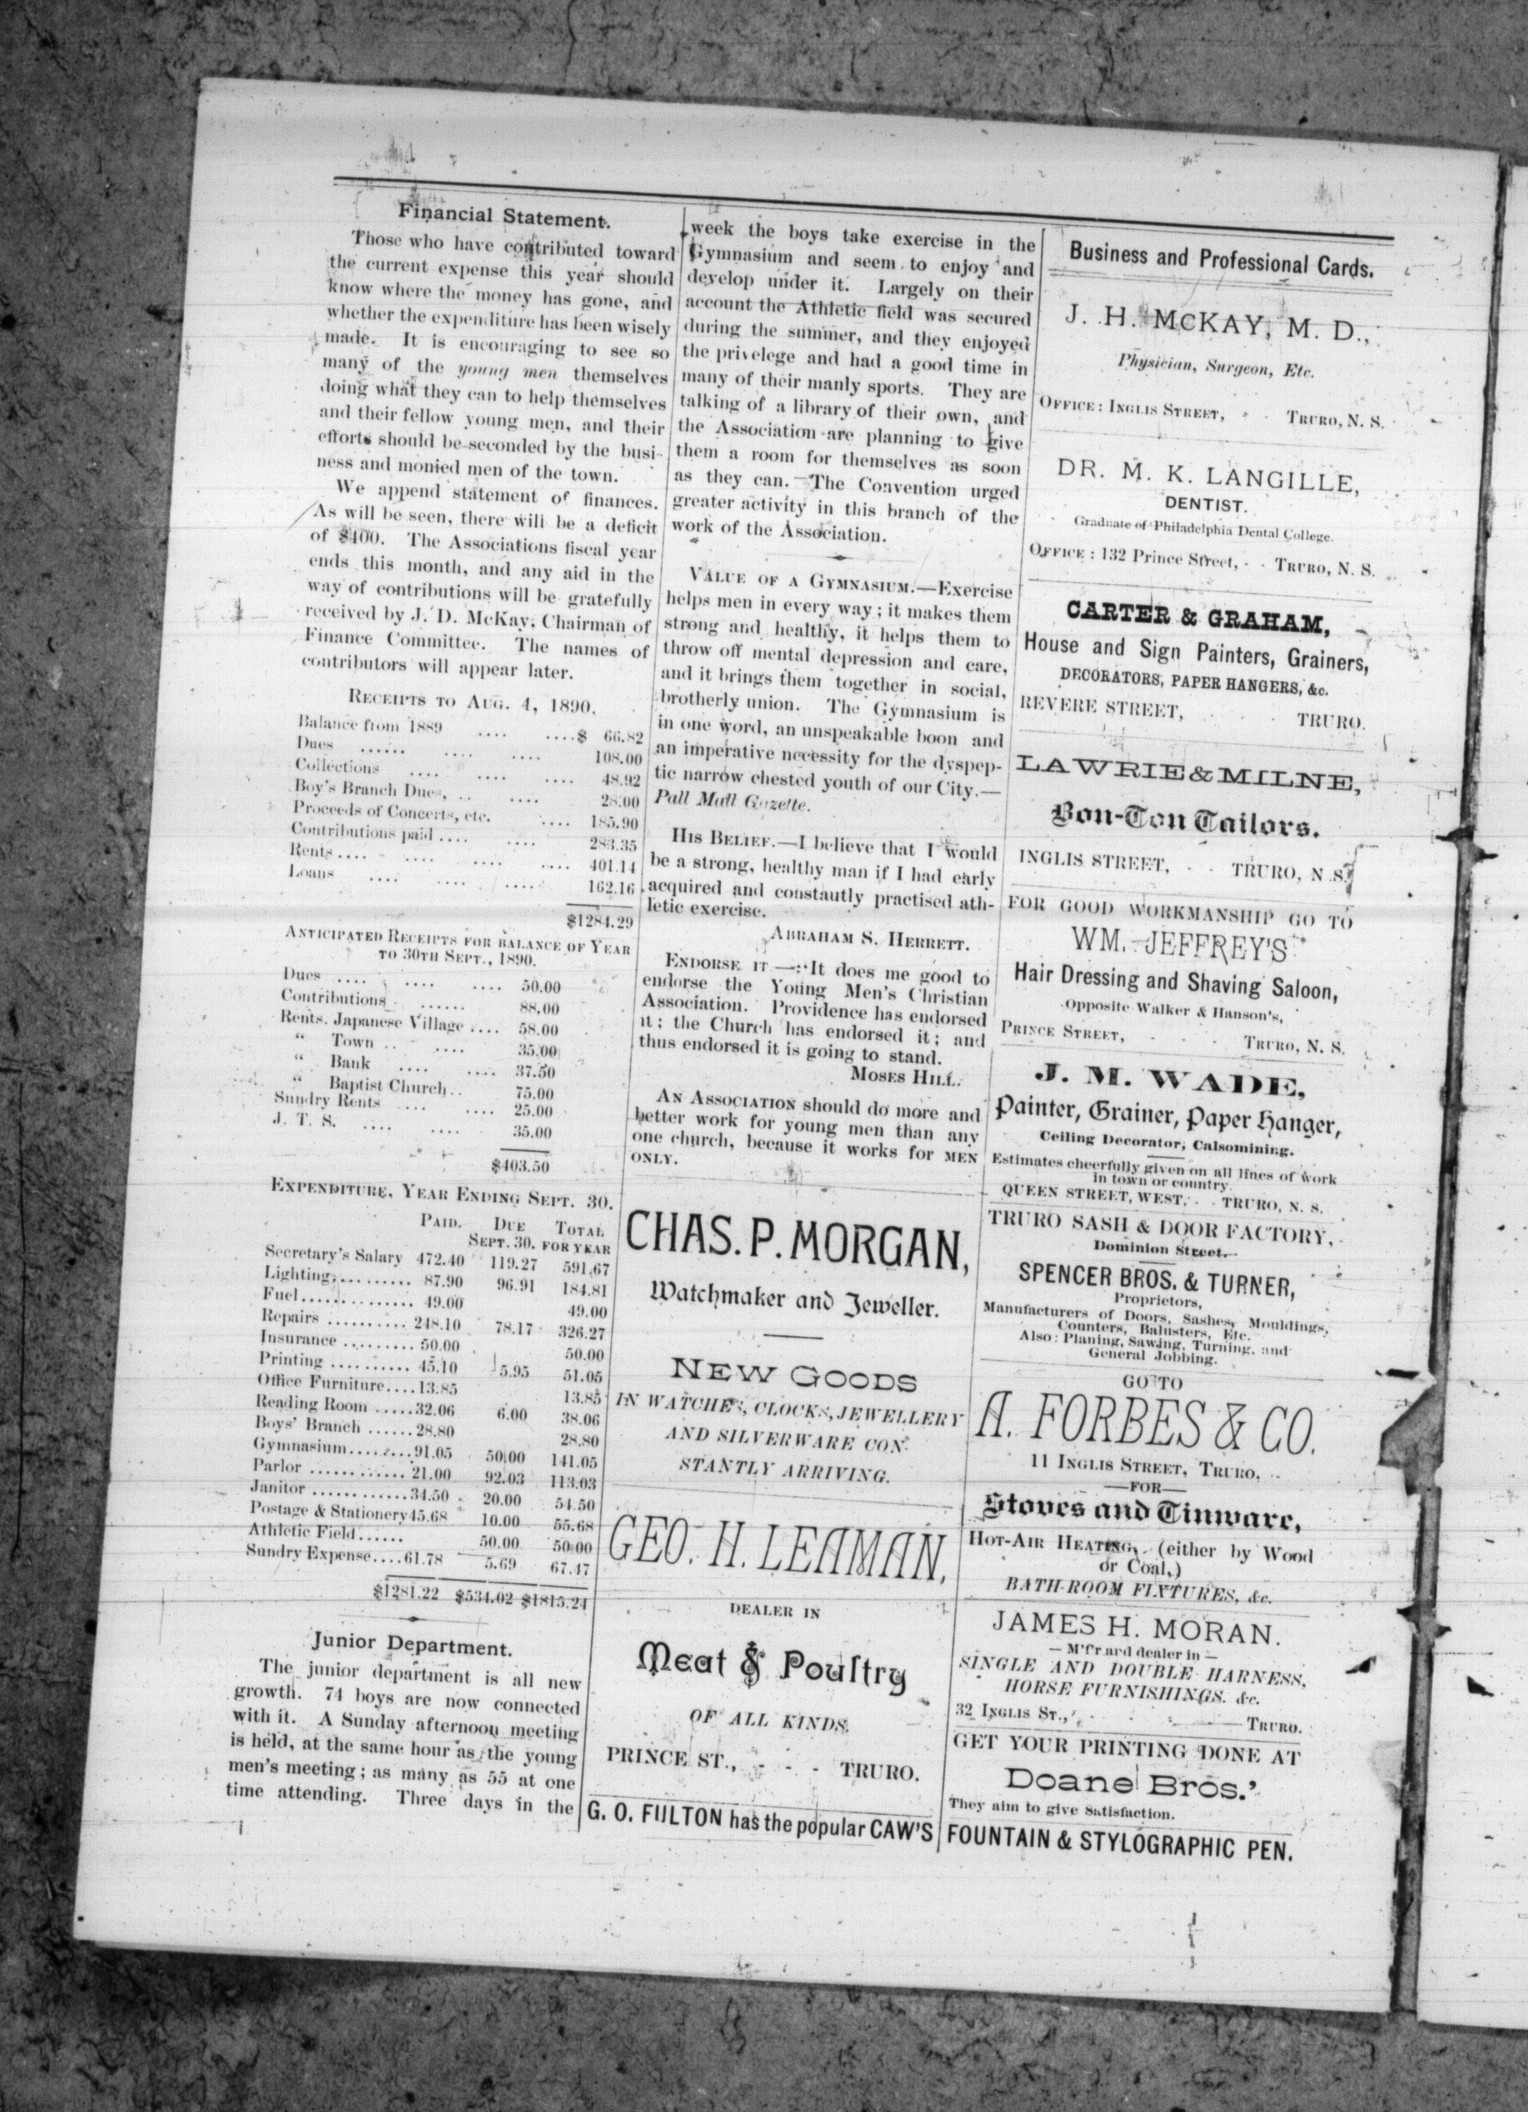 Financial Statement.
Those who have contributed toward
the current expense this year should
know where the money has gone, and
whether the expenditure has been wisely
made. It is encouraging to see so
many of the young men themselves
doing what they can to help themselves
and their fellow young men, and their
efforts should be seconded by the busi-
ness and monied men of the town.
We append statement of finances.
As will be seen, there will be a deficit
of $400. The Associations fiscal year
ends this month, and any aid in the
way of contributions will be gratefully
received by J. D. McKay, Chairman of
Finance Committee. The names of
contributors will appear later.
RECEIPTS TO AUG. 4, 1890.
Balance from 1889 .... ....$ 66.82
Dues ...... .... .... 108.00
Collections .... .... .... 48.92
Boy's Branch Dues, .. .... 28.00
Proceeds of Concerts, etc. .... 185.90
Contributions paid .... .... 283.35
Rents.... .... .... .... 401.14
Loans .... .... .... 162.16
$1284.29
ANTICIPATED RECEIPTS FOR BALANCE OF YEAR
TO 30TH SEPT., 1890.
Dues .... .... .... 50.00
Contributions ...... 88.00
Rents. Japanese Village .... 58.00
“ Town .. .... 35.00
“ Bank .... .... 37.50
“ Baptist Church .. 75.00
Sundry Rents .... .... 25.00
J. T. S. .... .... 35.00
$403.50
EXPENDITURE, YEAR ENDING SEPT. 30.
PAID. DUE TOTAL
SEPT. 30. FOR YEAR
Secretary's Salary 472.40 119.27 591.67
Lighting........... 87.90 96.91 184.81
Fuel.............. 49.00 49.00
Repairs .......... 248.10 78.17 326.27
Insurance ......... 50.00 50.00
Printing .......... 45.10 5.95 51.05
Office Furniture....13.85 13.85
Reading Room .....32.06 6.00 38.06
Boys' Branch ......28.80 28.80
Gymnasium........91.05 50.00 141.05
Parlor ............ 21.00 92.03 113.03
Janitor ............34.50 20.00 54.50
Postage & Stationery45.68 10.00 55.68
Athletic Field...... 50.00 50.00
Sundry Expense....61.78 5.69 67.47
$1281.22 $534.02 $1815.24
Junior Department.
The junior department is all new
growth. 74 boys are now connected
with it. A Sunday afternoon meeting
is held, at the same hour as the young
men's meeting; as many as 55 at one
time attending. Three days in the
week the boys take exercise in the
Gymnasium and seem to enjoy and
develop under it. Largely on their
account the Athletic field was secured
during the summer, and they enjoyed
the privelege and had a good time in
many of their manly sports. They are
talking of a library of their own, and
the Association are planning to give
them a room for themselves as soon
as they can. The Convention urged
greater activity in this branch of the
work of the Association.
VALUE OF A GYMNASIUM.—Exercise
helps men in every way; it makes them
strong and healthy, it helps them to
throw off mental depression and care,
and it brings them together in social,
brotherly union. The Gymnasium is
in one word, an unspeakable boon and
an imperative necessity for the dyspep-
tic narrow chested youth of our City.—
Pall Mall Gazette.
HIS BELIEF.—I believe that I would
be a strong, healthy man if I had early
acquired and constautly practised ath-
letic exercise.
ABRAHAM S. HERRETT.
ENDORSE IT.—:'It does me good to
endorse the Young Men's Christian
Association. Providence has endorsed
it; the Church has endorsed it; and
thus endorsed it is going to stand.
MOSES HILL.
AN ASSOCIATION should do more and
better work for young men than any
one church, because it works for MEN
ONLY.
CHAS. P. MORGAN,
Watchmaker and Jeweller.
NEW GOODS
IN WATCHES, CLOCKS, JEWELLERY
AND SILVERWARE CON-
STANTLY ARRIVING.
GEO. H. LEAMAN,
DEALER IN
Meat & Poultry
OF ALL KINDS.
PRINCE ST., - - - TRURO.
G. O. FULTON has the popular CAW'S
Business and Professional Cards.
J. H. MCKAY, M. D.,
Physician, Surgeon, Etc.
OFFICE: INGLIS STREET, - - TRURO, N. S.
DR. M. K. LANGILLE,
DENTIST.
Graduate of Philadelphia Dental College.
OFFICE: 132 Prince Street, - - TRURO, N. S.
CARTER & GRAHAM,
House and Sign Painters, Grainers,
DECORATORS, PAPER HANGERS, &c.
REVERE STREET, - - - TRURO.
LAWRIE & MILNE,
Bon-Ton Tailors.
INGLIS STREET, - - TRURO, N.S.
FOR GOOD WORKMANSHIP GO TO
WM. JEFFREY'S
Hair Dressing and Shaving Saloon,
Opposite Walker & Hanson's,
PRINCE STREET, - - - TRURO, N. S.
J. M. WADE,
Painter, Grainer, Paper Hanger,
Ceiling Decorator, Calsomining.
Estimates cheerfully given on all lines of work
in town or country.
QUEEN STREET, WEST, - - TRURO, N. S.
TRURO SASH & DOOR FACTORY,
Dominion Street.
SPENCER BROS. & TURNER,
Proprietors,
Manufacturers of Doors, Sashes, Mouldings,
Counters, Balusters, Etc.
Also: Planing, Sawing, Turning, and
General Jobbing.
GO TO
A. FORBES & CO.
11 INGLIS STREET, TRURO,
—FOR—
Stoves and Tinware,
HOT-AIR HEATING, (either by Wood
or Coal,)
BATH-ROOM FIXTURES, &c.
JAMES H. MORAN.
— M'f'r and dealer in —
SINGLE AND DOUBLE HARNESS,
HORSE FURNISHINGS. &c.
32 INGLIS ST., - - TRURO.
GET YOUR PRINTING DONE AT
Doane Bros.'
They aim to give Satisfaction.
FOUNTAIN & STYLOGRAPHIC PEN.